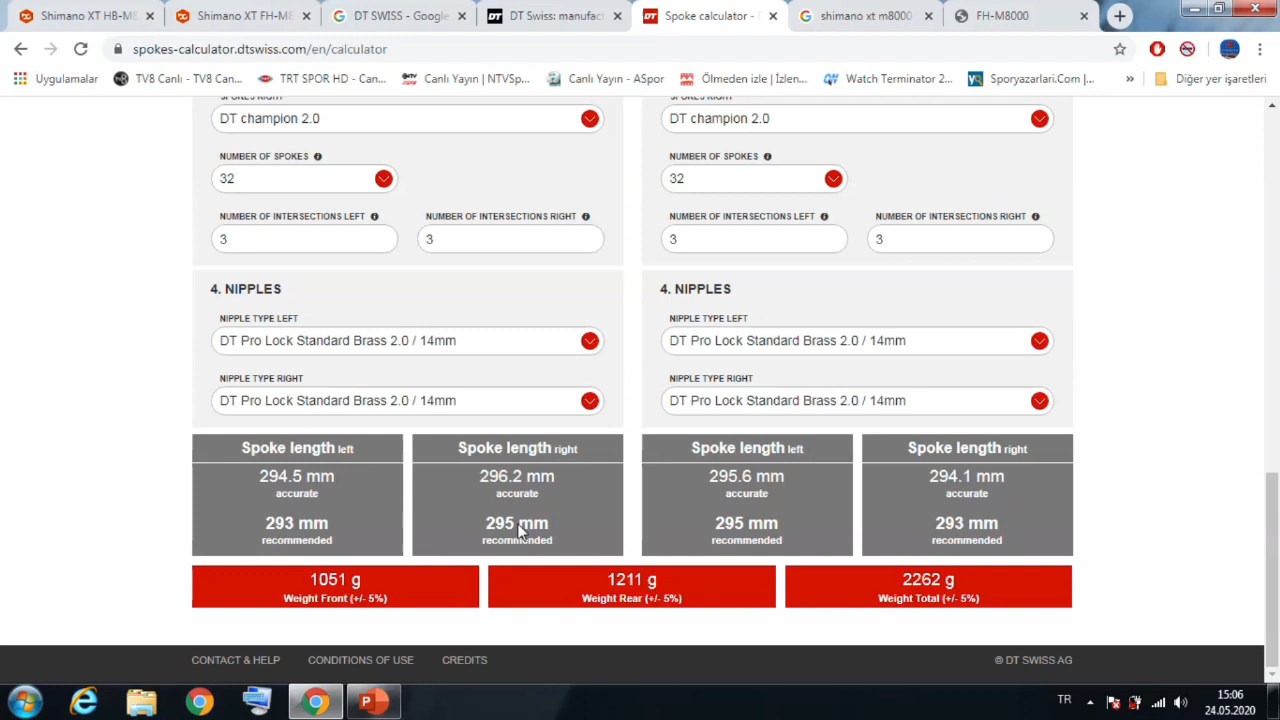 Shimano XT HB-M8
Shimano XT FH-M8
DT SWISS - Google
DT Swiss: manufact
Spoke calculator - D
shimano xt m8000
FH-M8000
spokes-calculator.dtswiss.com/en/calculator
Uygulamalar
TV8 Canlı - TV8 Can...
TRT SPOR HD - Can...
Canlı Yayın | NTVSp...
Canlı Yayın - ASpor
Ölmeden izle | İzlen...
Watch Terminator 2...
Sporyazarlari.Com |...
»
Diğer yer işaretleri
SPOKES RIGHT
DT champion 2.0
NUMBER OF SPOKES
32
NUMBER OF INTERSECTIONS LEFT
NUMBER OF INTERSECTIONS RIGHT
3
3
4. NIPPLES
NIPPLE TYPE LEFT
DT Pro Lock Standard Brass 2.0 / 14mm
NIPPLE TYPE RIGHT
DT Pro Lock Standard Brass 2.0 / 14mm
SPOKES RIGHT
DT champion 2.0
NUMBER OF SPOKES
32
NUMBER OF INTERSECTIONS LEFT
NUMBER OF INTERSECTIONS RIGHT
3
3
4. NIPPLES
NIPPLE TYPE LEFT
DT Pro Lock Standard Brass 2.0 / 14mm
NIPPLE TYPE RIGHT
DT Pro Lock Standard Brass 2.0 / 14mm
Spoke length left
294.5 mm
accurate
293 mm
recommended
Spoke length right
296.2 mm
accurate
295 mm
recommended
Spoke length left
295.6 mm
accurate
295 mm
recommended
Spoke length right
294.1 mm
accurate
293 mm
recommended
1051 g
Weight Front (+/- 5%)
1211 g
Weight Rear (+/- 5%)
2262 g
Weight Total (+/- 5%)
CONTACT & HELP
CONDITIONS OF USE
CREDITS
© DT SWISS AG
TR
15:06
24.05.2020